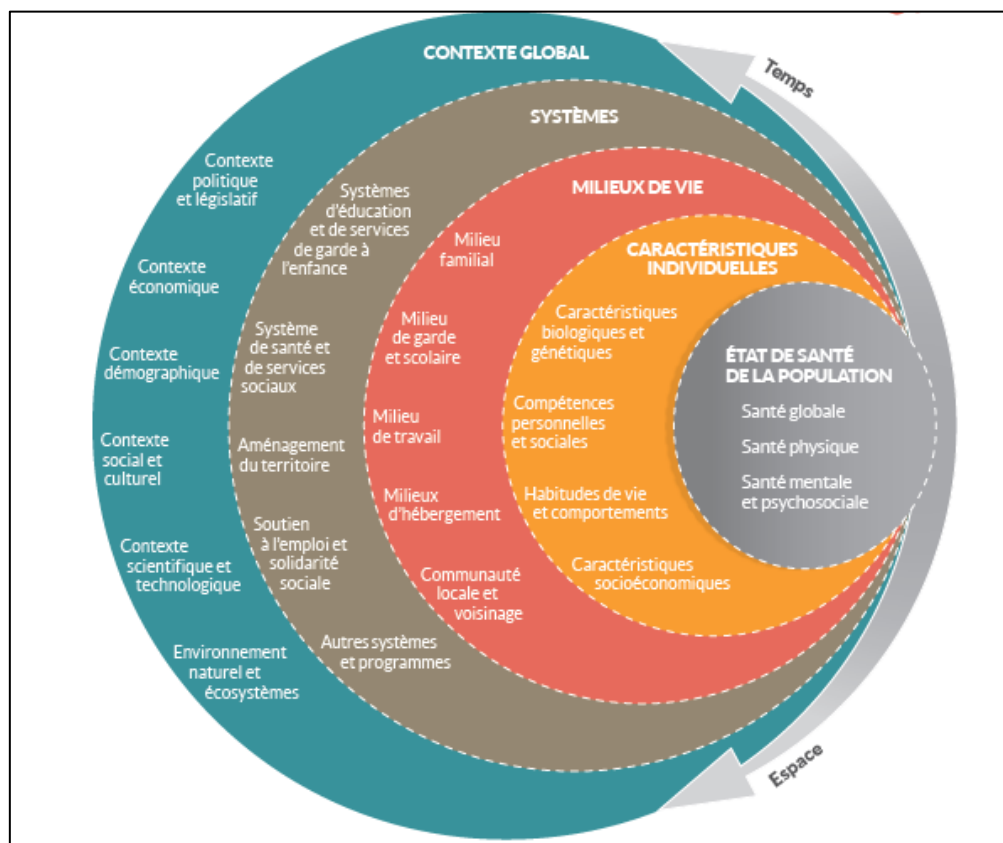 CONTEXTE GLOBAL
Temps
SYSTÈMES
MILIEUX DE VIE
CARACTÉRISTIQUES
INDIVIDUELLES
ÉTAT DE SANTÉ
DE LA POPULATION
Santé globale
Santé physique
Santé mentale
et psychosociale
Contexte
politique
et législatif
Contexte
économique
Contexte
démographique
Contexte
social et
culturel
Contexte
scientifique et
technologique
Environnement
naturel et
écosystèmes
Systèmes
d'éducation
et de services
de garde à
l'enfance
Système
de santé et
de services
sociaux
Aménagement
du territoire
Soutien
à l'emploi et
solidarité
sociale
Autres systèmes
et programmes
Milieu
familial
Milieu
de garde
et scolaire
Milieu
de travail
Milieux
d'hébergement
Communauté
locale et
voisinage
Caractéristiques
biologiques et
génétiques
Compétences
personnelles
et sociales
Habitudes de vie
et comportements
Caractéristiques
socioéconomiques
Espace